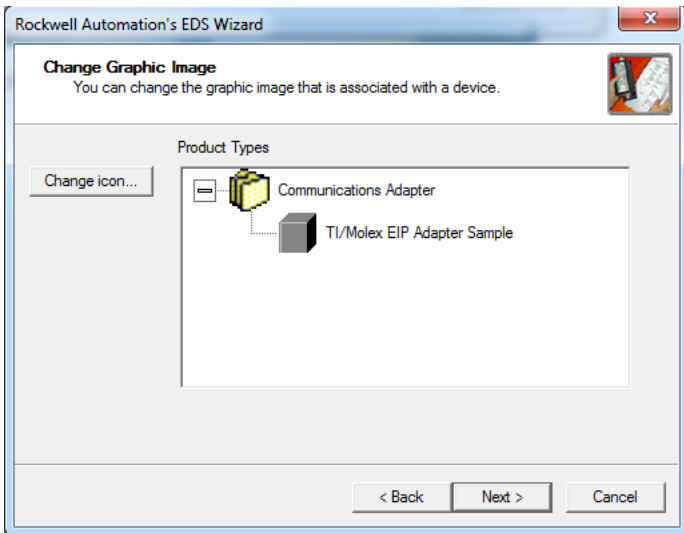 Rockwell Automation's EDS Wizard
Change Graphic Image
You can change the graphic image that is associated with a device.
Product Types
Change icon...
Communications Adapter
TI/Molex EIP Adapter Sample
< Back
Next >
Cancel